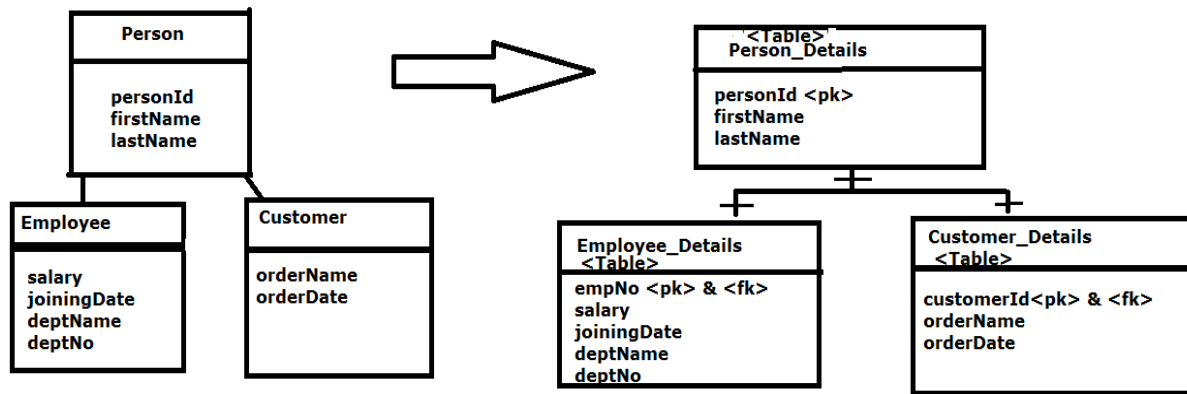 Person
personId
firstName
lastName
Employee
salary
joiningDate
deptName
deptNo
Customer
orderName
orderDate
<Table>
Person_Details
personId <pk>
firstName
lastName
Employee_Details
<Table>
empNo <pk> & <fk>
salary
joiningDate
deptName
deptNo
Customer_Details
<Table>
customerId<pk> & <fk>
orderName
orderDate